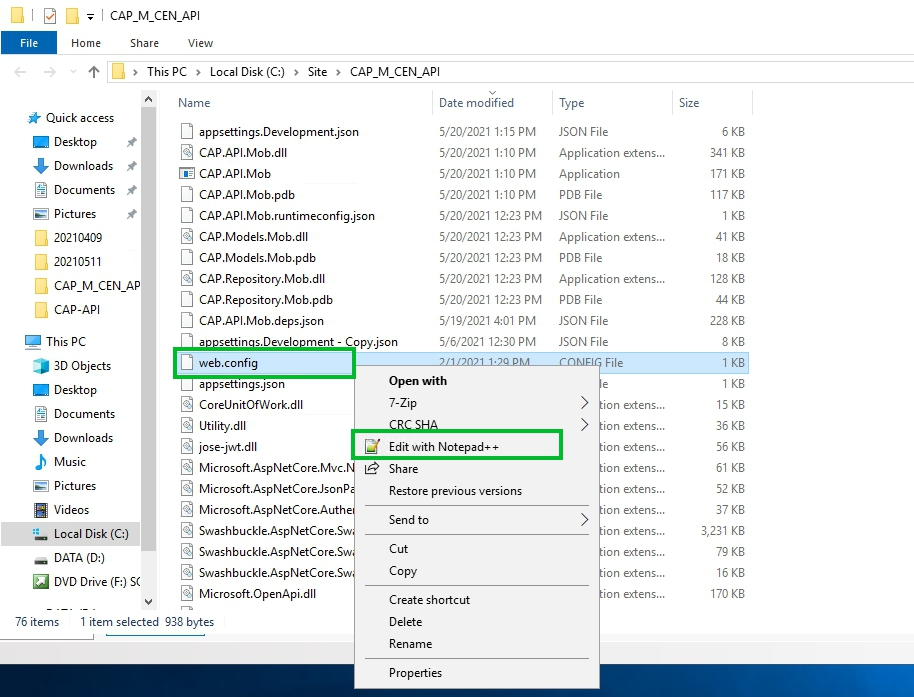 CAP_M_CEN_API
File Home Share View
This PC Local Disk (C:) Site CAP_M_CEN_API
Name Date modified Type Size
Quick access
Desktop
Downloads
Documents
Pictures
20210409
20210511
CAP_M_CEN_AP
CAP-API
This PC
3D Objects
Desktop
Documents
Downloads
Music
Pictures
Videos
Local Disk (C:)
DATA (D:)
DVD Drive (F:) SC
appsettings.Development.json 5/20/2021 1:15 PM JSON File 6 KB
CAP.API.Mob.dll 5/20/2021 1:10 PM Application extens... 341 KB
CAP.API.Mob 5/20/2021 1:10 PM Application 171 KB
CAP.API.Mob.pdb 5/20/2021 1:10 PM PDB File 117 KB
CAP.API.Mob.runtimeconfig.json 5/20/2021 12:23 PM JSON File 1 KB
CAP.Models.Mob.dll 5/20/2021 12:23 PM Application extens... 41 KB
CAP.Models.Mob.pdb 5/20/2021 12:23 PM PDB File 18 KB
CAP.Repository.Mob.dll 5/20/2021 12:23 PM Application extens... 128 KB
CAP.Repository.Mob.pdb 5/20/2021 12:23 PM PDB File 44 KB
CAP.API.Mob.deps.json 5/19/2021 4:01 PM JSON File 228 KB
appsettings.Development - Copy.json 5/6/2021 12:30 PM JSON File 8 KB
web.config 2/1/2021 1:29 PM CONFIG File 1 KB
appsettings.json le 1 KB
CoreUnitOfWork.dll tion extens... 15 KB
Utility.dll tion extens... 36 KB
jose-jwt.dll tion extens... 56 KB
Microsoft.AspNetCore.Mvc.N tion extens... 61 KB
Microsoft.AspNetCore.JsonPa tion extens... 52 KB
Microsoft.AspNetCore.Auther tion extens... 37 KB
Swashbuckle.AspNetCore.Swa tion extens... 3,231 KB
Swashbuckle.AspNetCore.Swa tion extens... 79 KB
Swashbuckle.AspNetCore.Swa tion extens... 16 KB
Microsoft.OpenApi.dll tion extens... 170 KB
Open with
7-Zip
CRC SHA
Edit with Notepad++
Share
Restore previous versions
Send to
Cut
Copy
Create shortcut
Delete
Rename
Properties
76 items 1 item selected 938 bytes